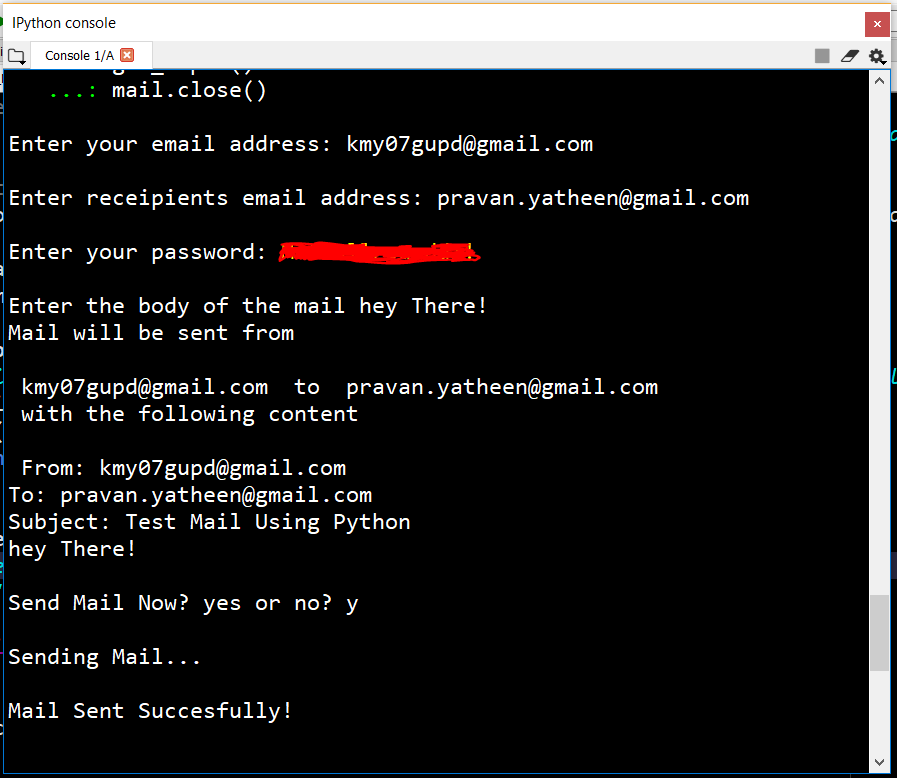 IPython console
Console 1/A
...: mail.close()
Enter your email address: kmy07gupd@gmail.com
Enter receipients email address: pravan.yatheen@gmail.com
Enter your password:
Enter the body of the mail hey There!
Mail will be sent from
kmy07gupd@gmail.com  to  pravan.yatheen@gmail.com
with the following content
From: kmy07gupd@gmail.com
To: pravan.yatheen@gmail.com
Subject: Test Mail Using Python
hey There!
Send Mail Now? yes or no? y
Sending Mail...
Mail Sent Succesfully!